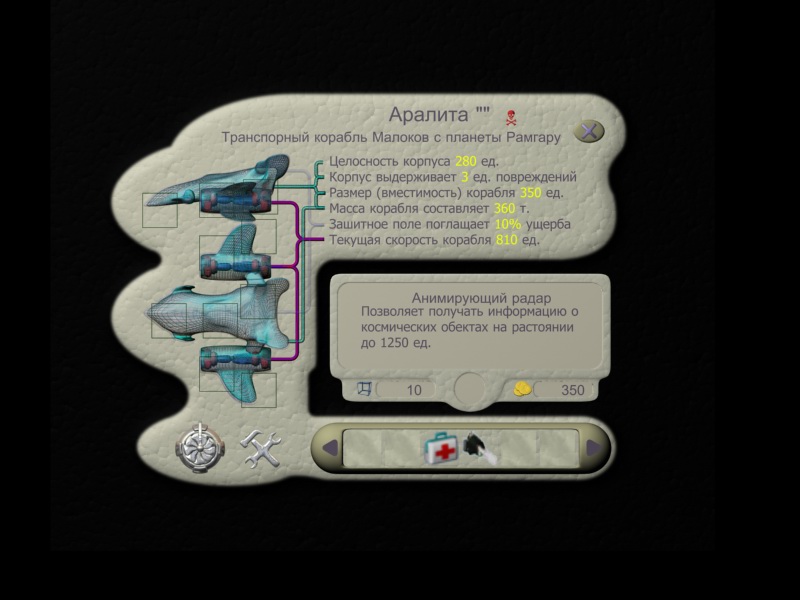 Аралита ""
Транспорный корабль Малоков с планеты Рамгару
Целосность корпуса 280 ед.
Корпус выдерживает 3 ед. повреждений
Размер (вместимость) корабля 350 ед.
Масса корабля составляет 360 т.
Зашитное поле поглащает 10% ущерба
Текущая скорость корабля 810 ед.
Анимирующий радар
Позволяет получать информацию о
космических обектах на растоянии
до 1250 ед.
10 350